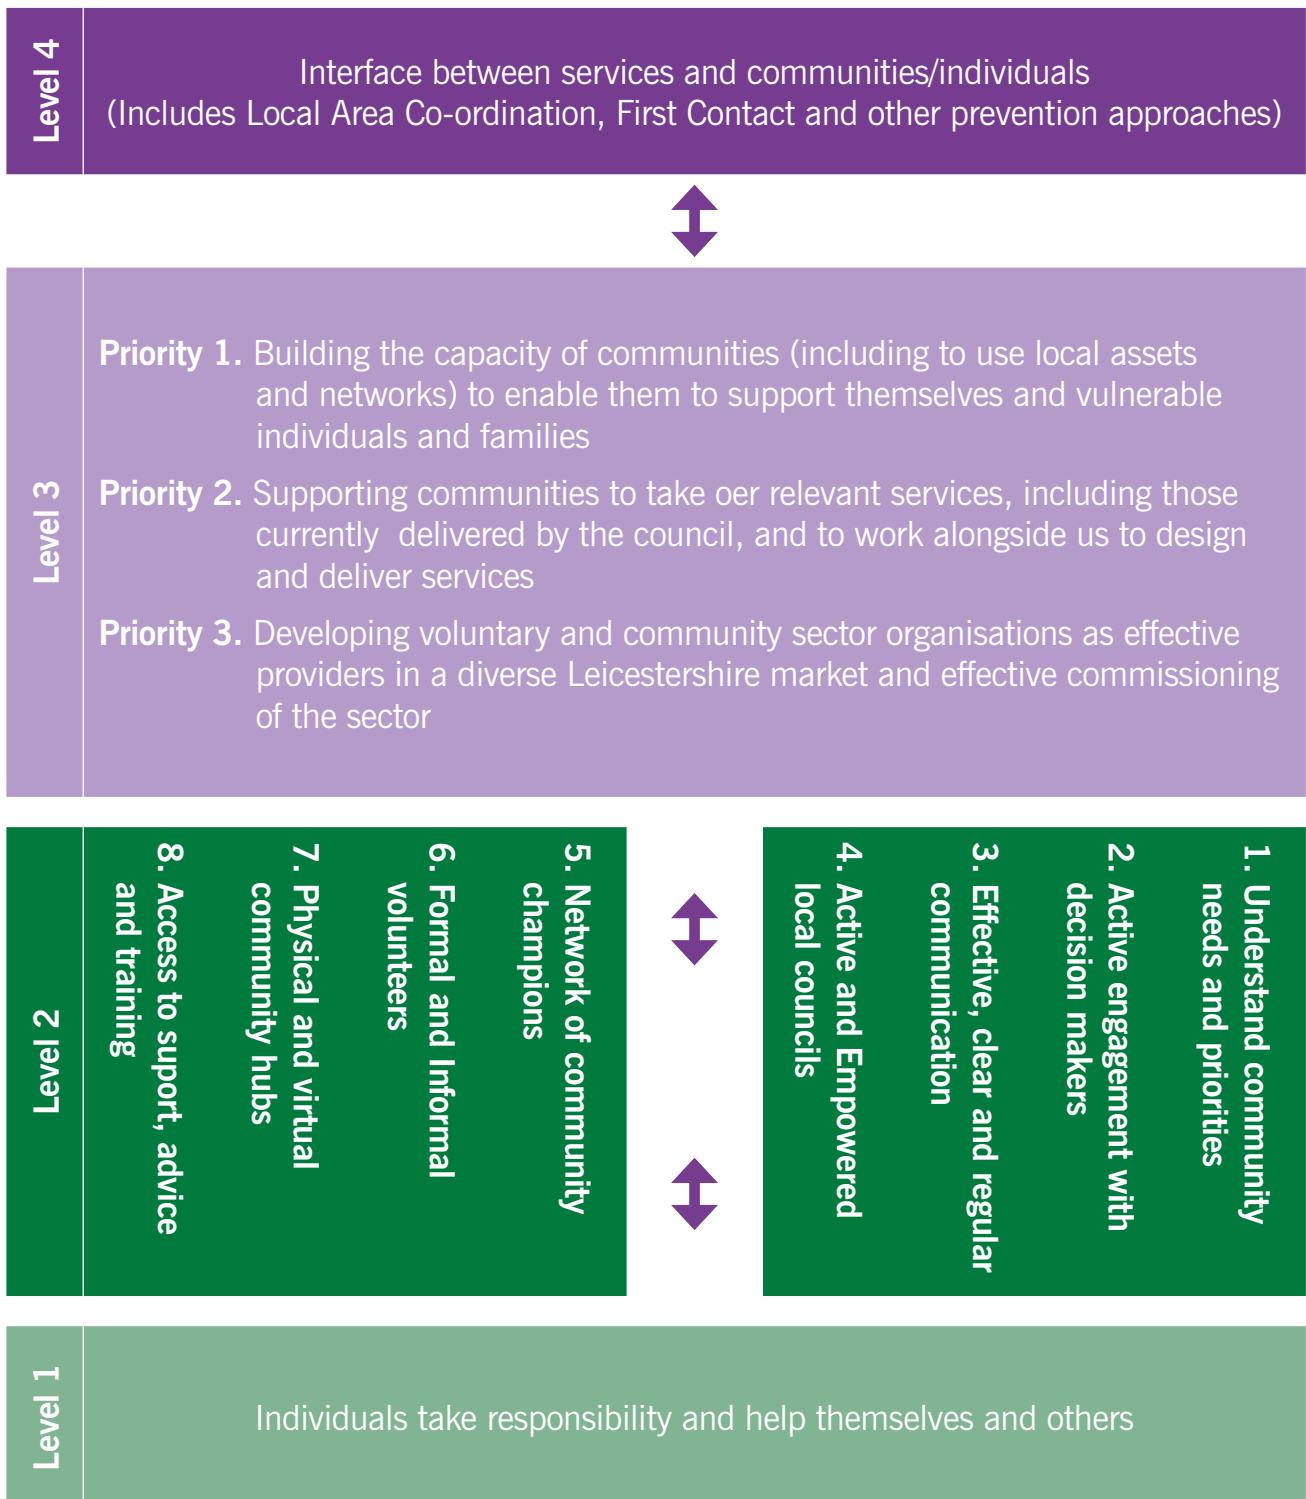 Level 4
Interface between services and communities/individuals
(Includes Local Area Co-ordination, First Contact and other prevention approaches)
Level 3
Priority 1. Building the capacity of communities (including to use local assets
and networks) to enable them to support themselves and vulnerable
individuals and families
Priority 2. Supporting communities to take oer relevant services, including those
currently delivered by the council, and to work alongside us to design
and deliver services
Priority 3. Developing voluntary and community sector organisations as effective
providers in a diverse Leicestershire market and effective commissioning
of the sector
Level 2
1. Understand community
needs and priorities
2. Active engagement with
decision makers
3. Effective, clear and regular
communication
4. Active and Empowered
local councils
5. Network of community
champions
6. Formal and Informal
volunteers
7. Physical and virtual
community hubs
8. Access to suport, advice
and training
Level 1
Individuals take responsibility and help themselves and others